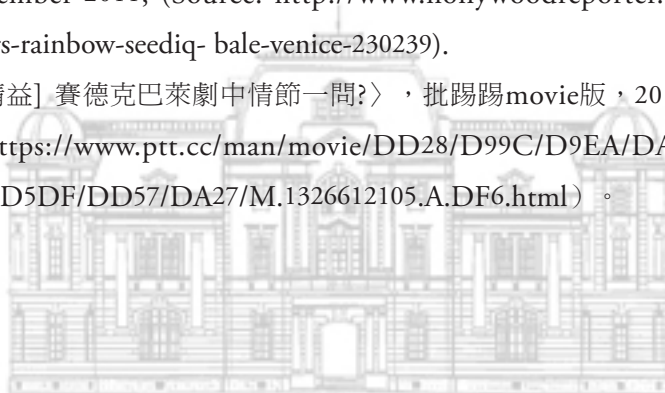 ember 2011, (Source: http://www.hollywoodreporter.
rs-rainbow-seediq- bale-venice-230239).
情益] 賽德克巴萊劇中情節一問?〉，批踢踢movie版，20
ttps://www.ptt.cc/man/movie/DD28/D99C/D9EA/DA
D5DF/DD57/DA27/M.1326612105.A.DF6.html）。